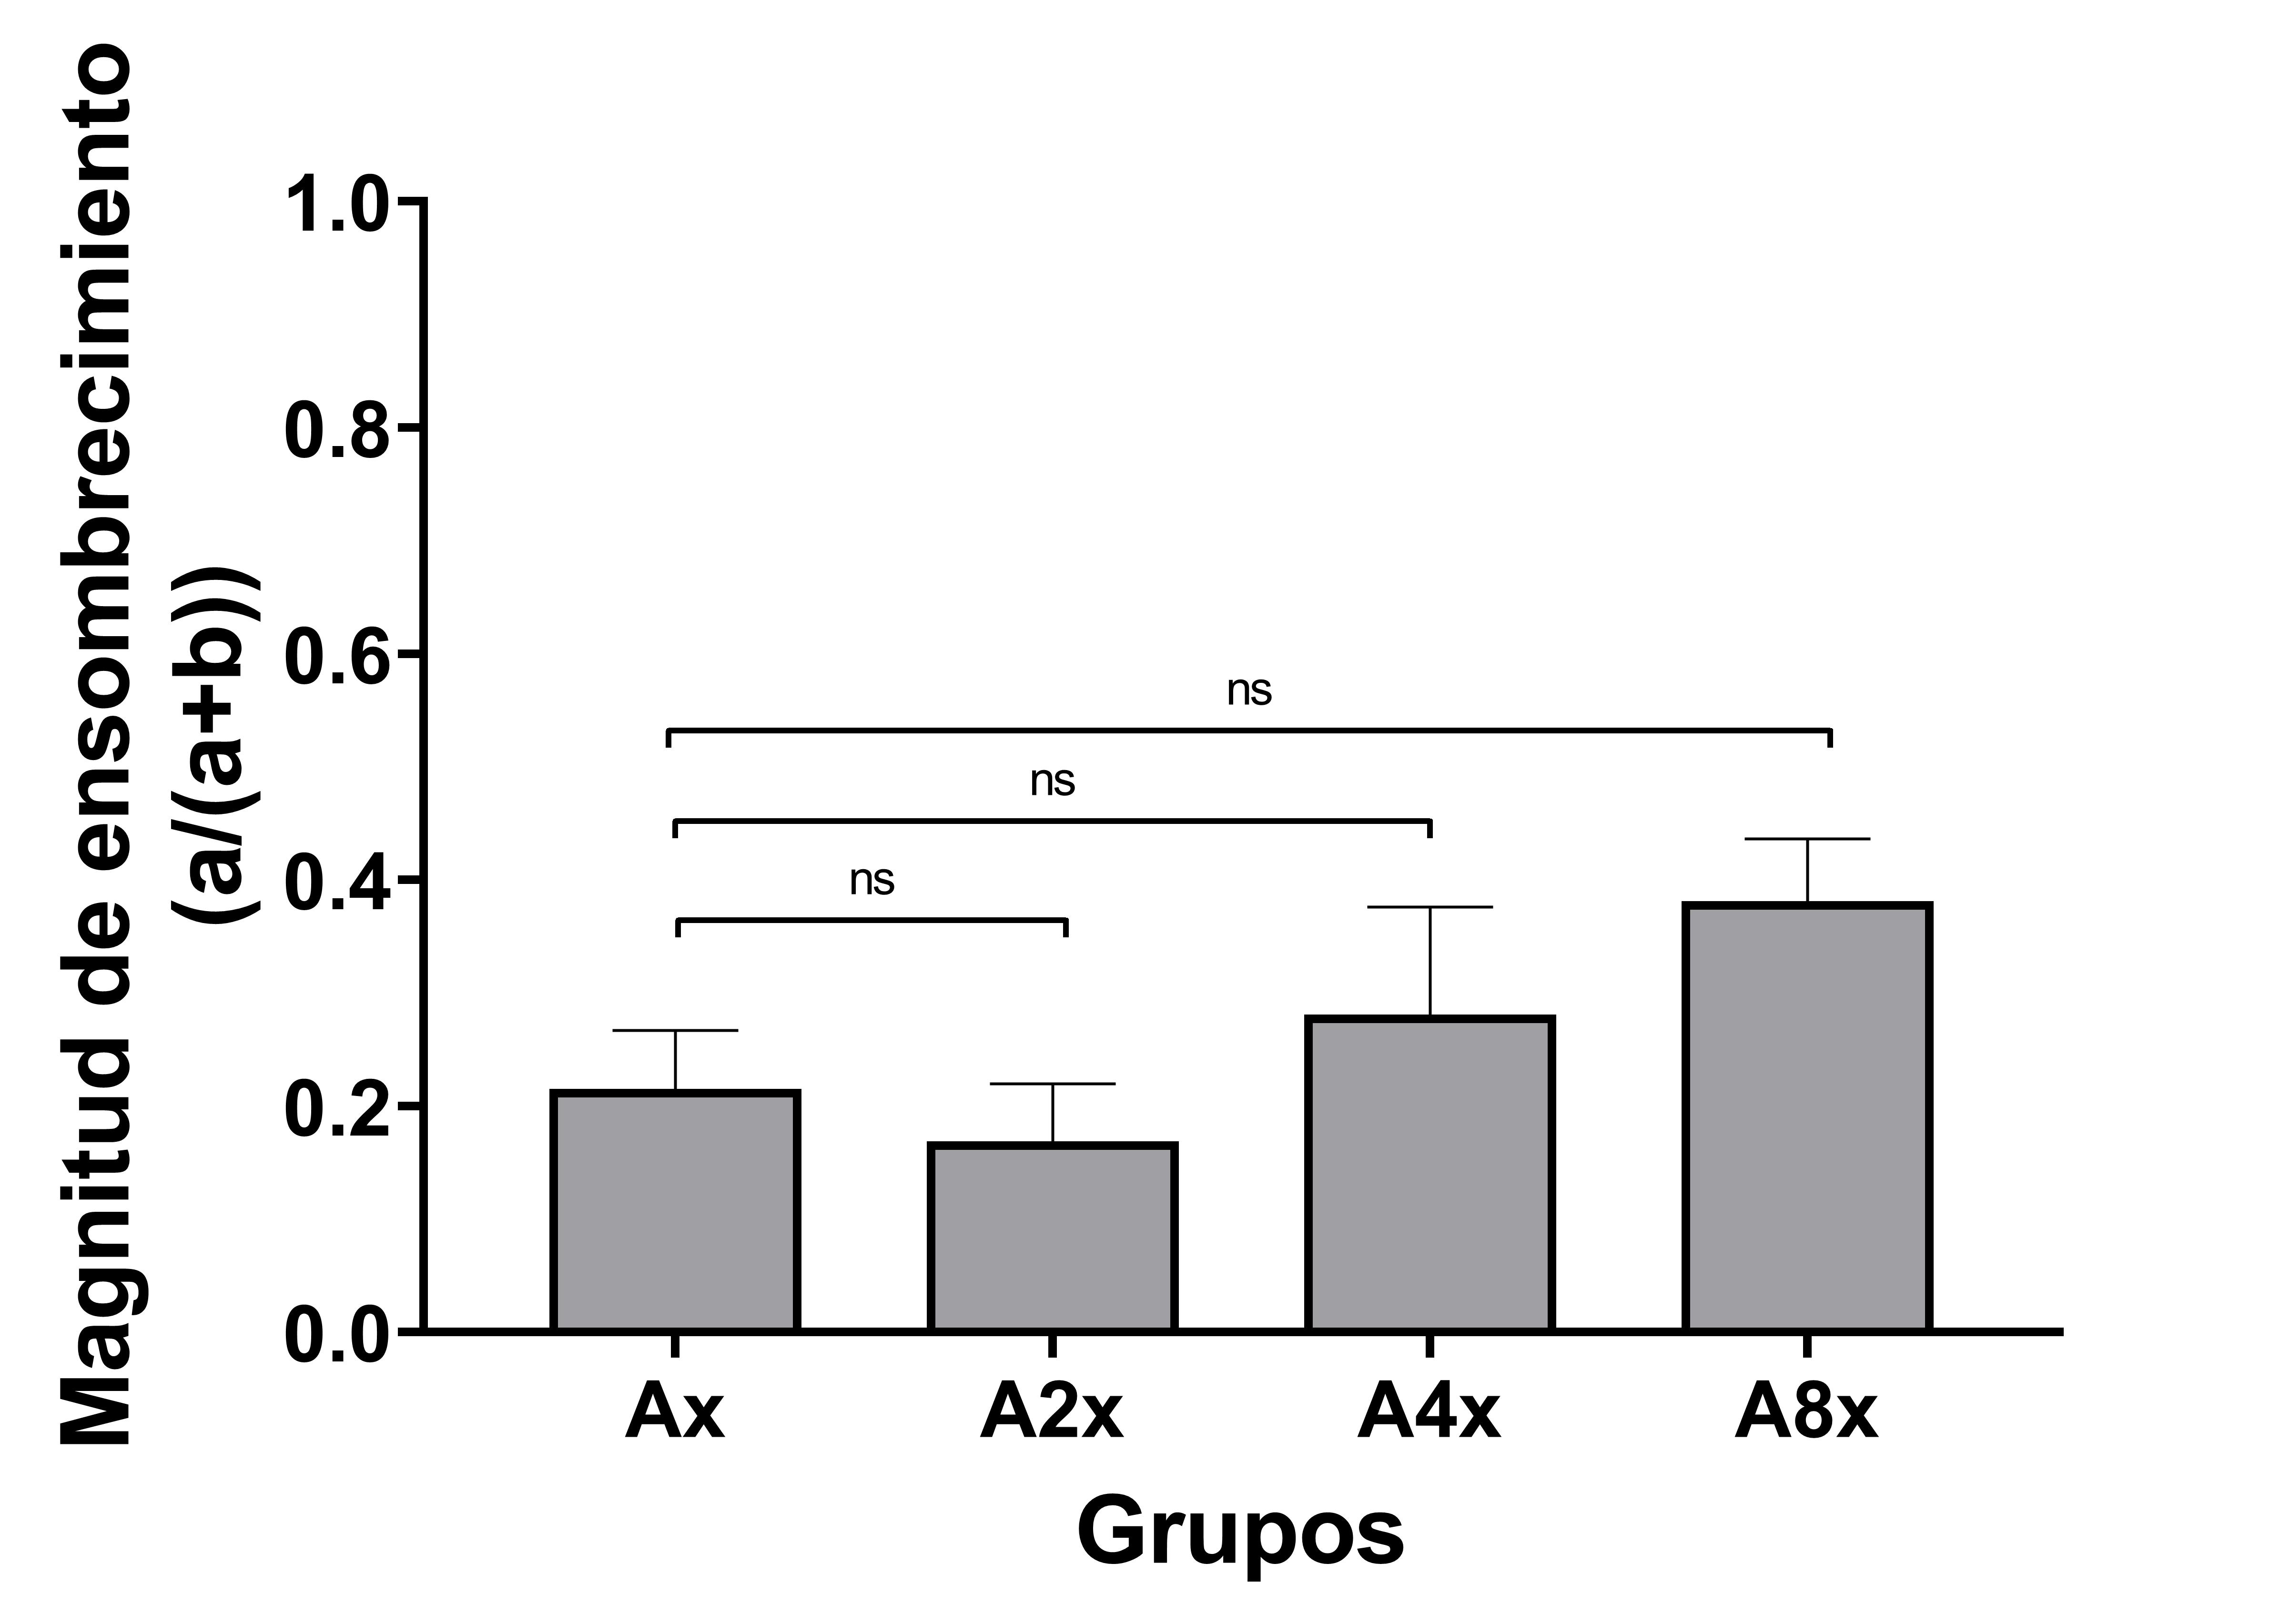 Magnitud de ensombrecimiento
(a//(a+b))
1.0
0.8
0.6
0.4
0.2
0.0
ns
ns
ns
Ax
A2x
A4x
A8x
Grupos